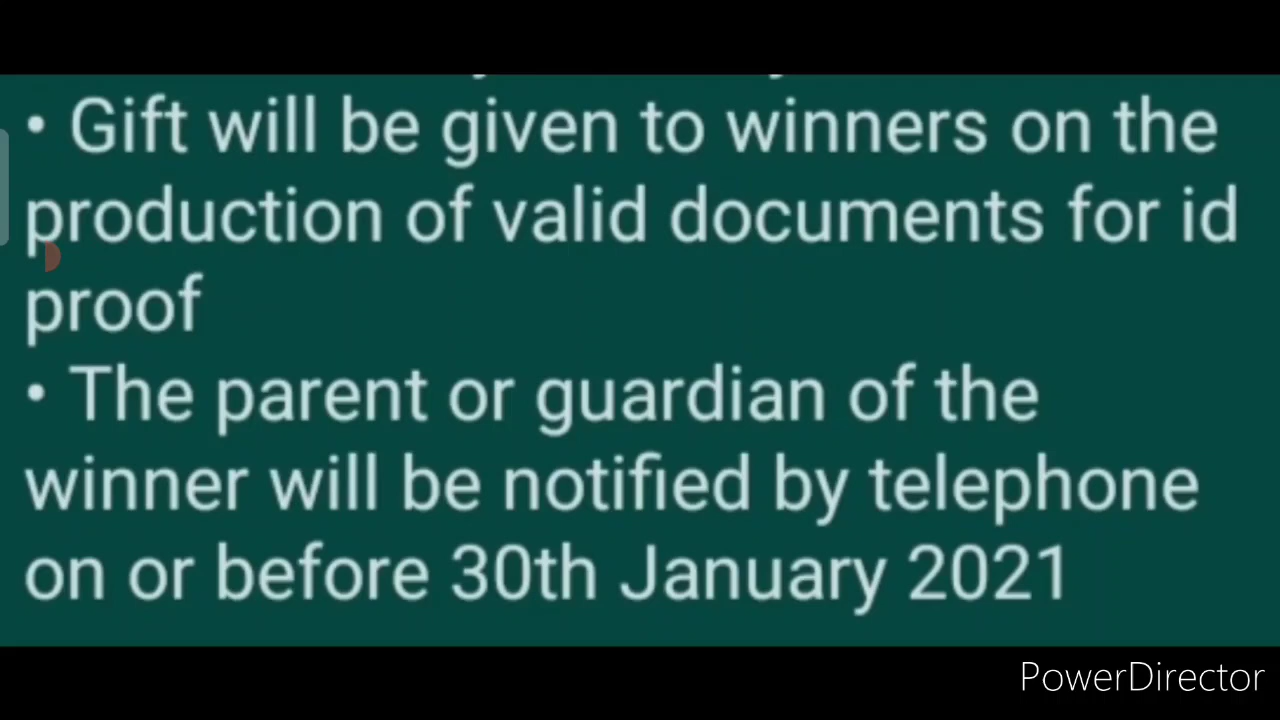 • Gift will be given to winners on the
production of valid documents for id
proof
• The parent or guardian of the
winner will be notified by telephone
on or before 30th January 2021
PowerDirector